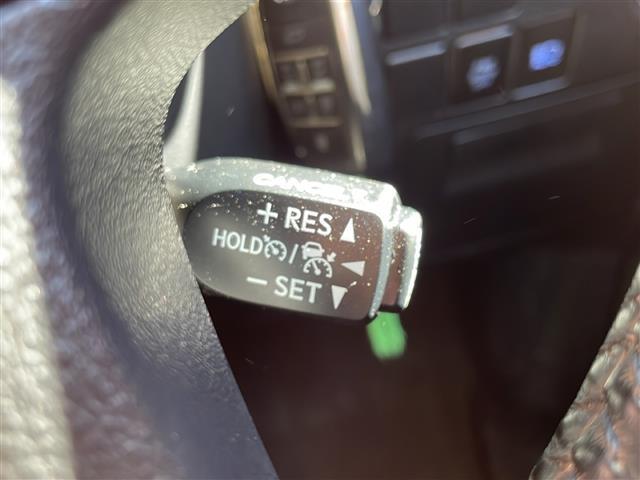 CANCEL
+ RES ▲
HOLD / ◀
− SET ▼